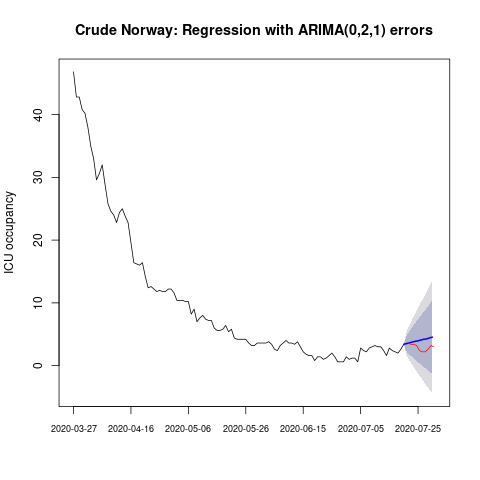 Crude Norway: Regression with ARIMA(0,2,1) errors
ICU occupancy
40
30
20
10
0
2020-03-27 2020-04-16 2020-05-06 2020-05-26 2020-06-15 2020-07-05 2020-07-25